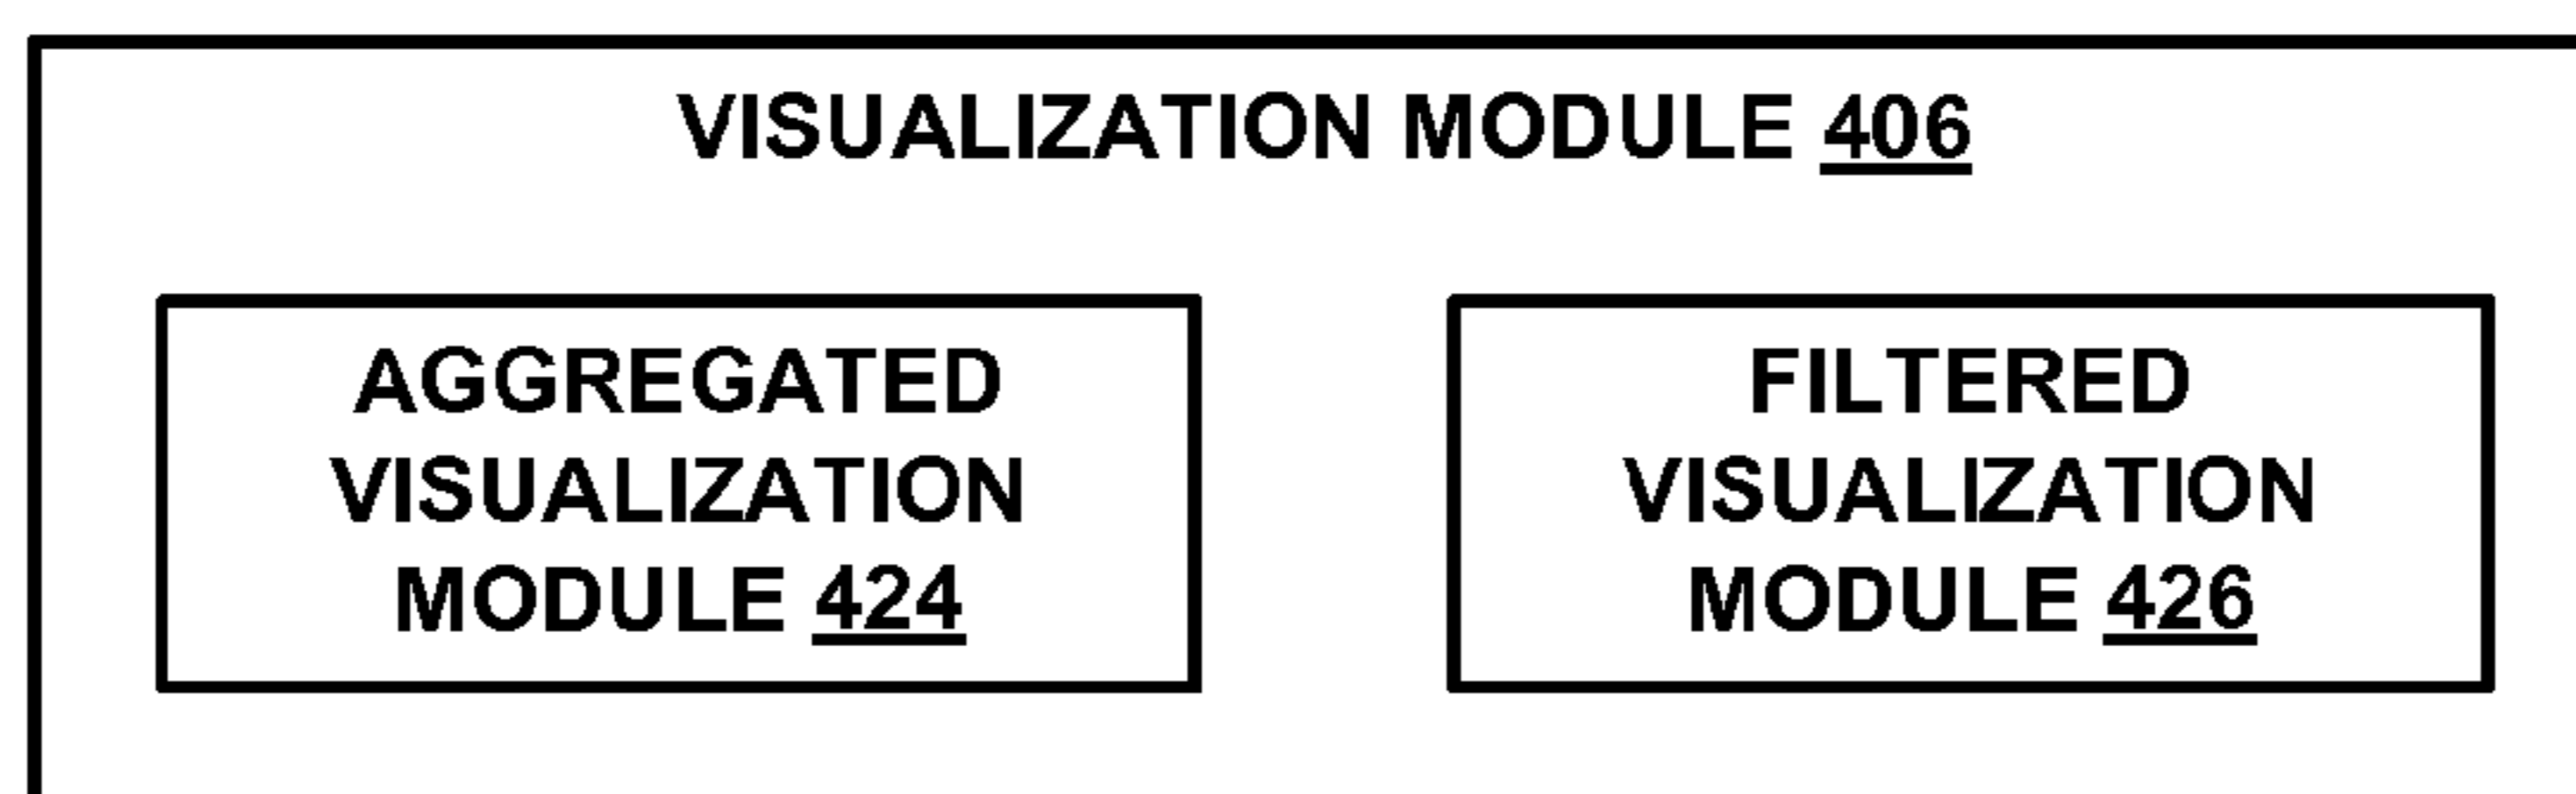 VISUALIZATION MODULE 406
AGGREGATED
VISUALIZATION
MODULE 424
FILTERED
VISUALIZATION
MODULE 426